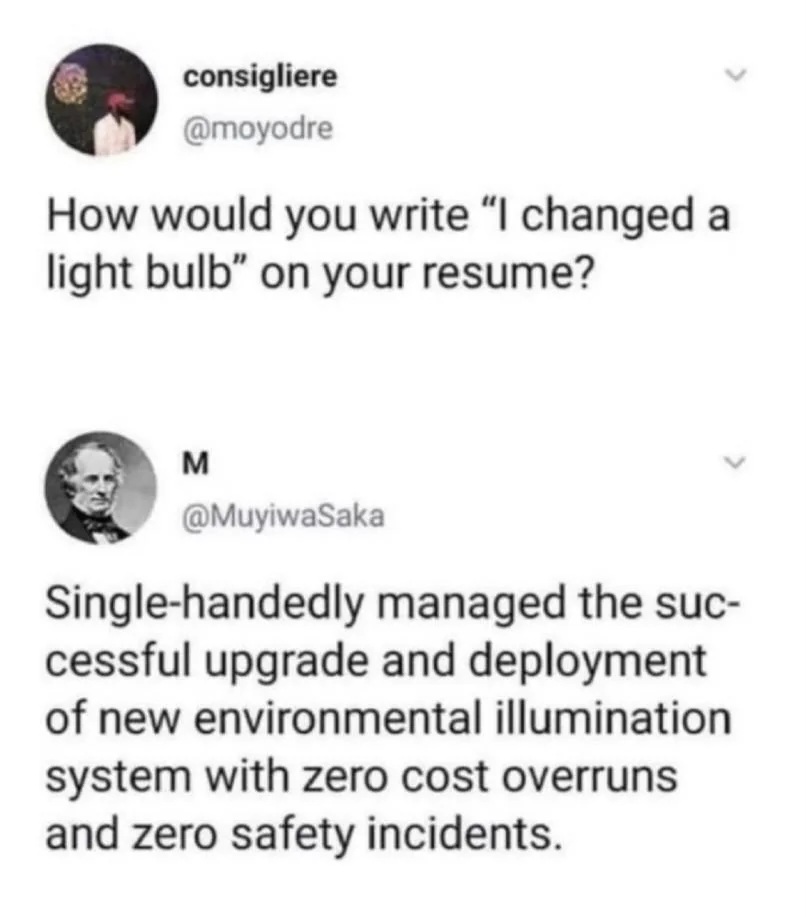 consigliere
@moyodre
How would you write “I changed a
light bulb” on your resume?
M
@MuyiwaSaka
Single-handedly managed the suc-
cessful upgrade and deployment
of new environmental illumination
system with zero cost overruns
and zero safety incidents.